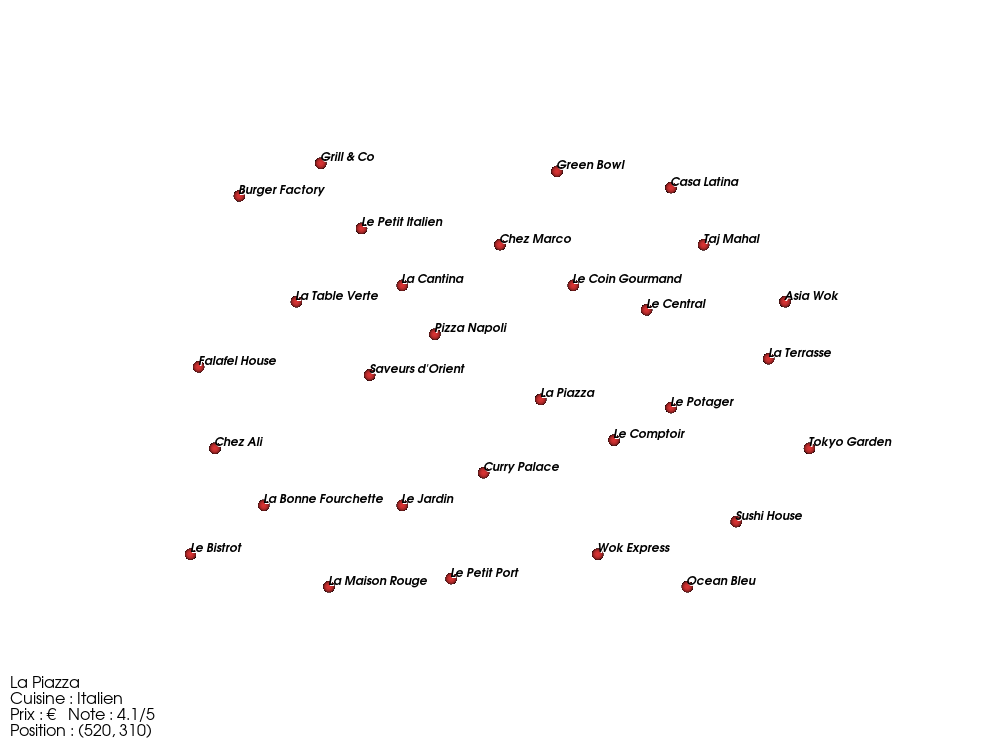 Grill & Co
Green Bowl
Casa Latina
Burger Factory
Le Petit Italien
Chez Marco
Taj Mahal
La Cantina
Le Coin Gourmand
La Table Verte
Asia Wok
Le Central
Pizza Napoli
La Terrasse
Falafel House
Saveurs d'Orient
La Piazza
Le Potager
Le Comptoir
Chez Ali
Tokyo Garden
Curry Palace
La Bonne Fourchette
Le Jardin
Sushi House
Le Bistrot
Wok Express
Le Petit Port
La Maison Rouge
Ocean Bleu
La Piazza
Cuisine : Italien
Prix : € Note : 4.1/5
Position : (520, 310)